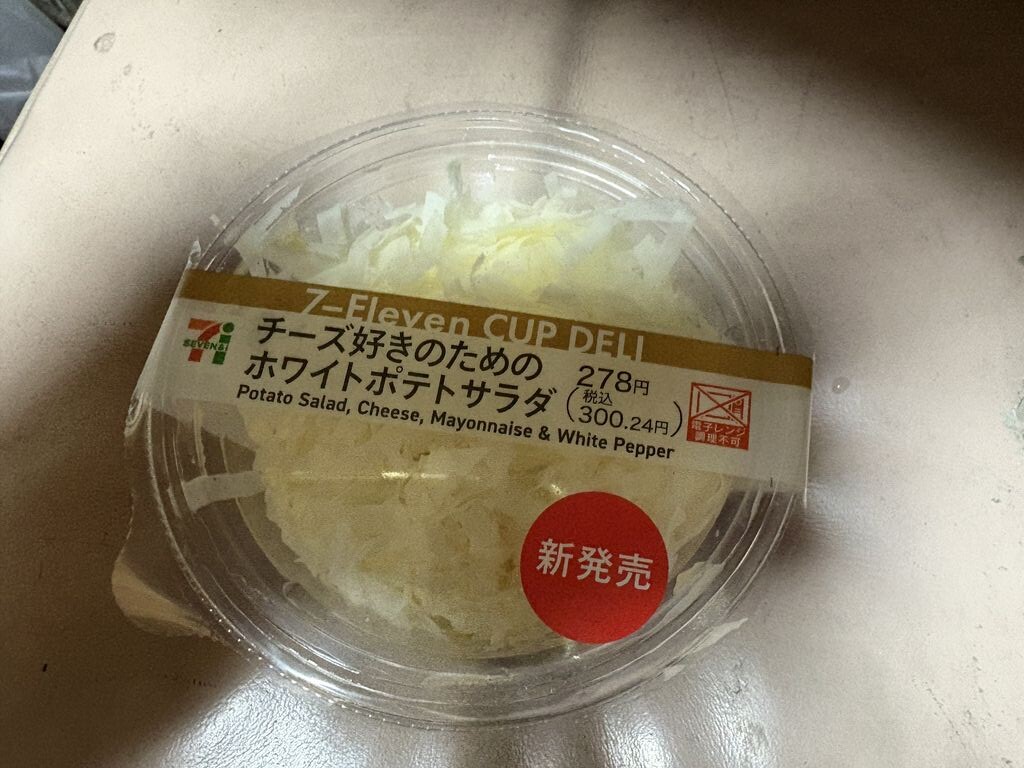 7-Eleven CUP DELI
SEVEN&i
チーズ好きのための
ホワイトポテトサラダ
278円
税込
(300.24円)
Potato Salad, Cheese, Mayonnaise & White Pepper
電子レンジ
調理不可
新発売